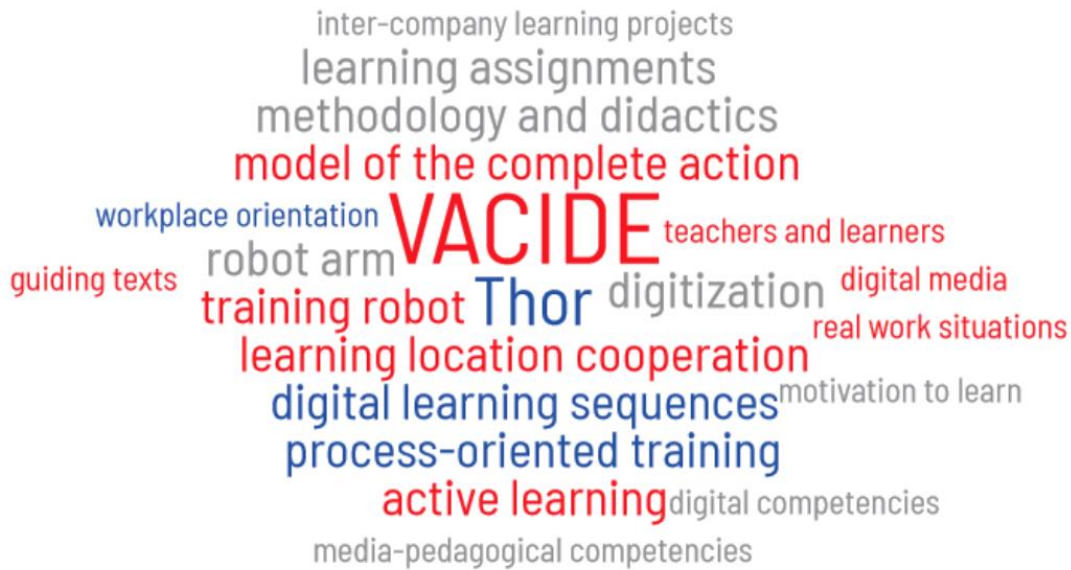 inter-company learning projects
learning assignments
methodology and didactics
model of the complete action
workplace orientation
VACIDE
teachers and learners
robot arm
guiding texts
training robot
Thor
digitization
digital media
real work situations
learning location cooperation
digital learning sequences
motivation to learn
process-oriented training
active learning
digital competencies
media-pedagogical competencies